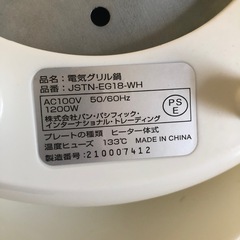 品名：電気グリル鍋
品番：JSTN-EG18-WH
AC100V 50/60Hz
1200W
株式会社パン・パシフィック・
インターナショナル・トレーディング
PSE
プレートの種類 ヒーター体式
温度ヒューズ 133℃ MADE IN CHINA
製造番号：210007412